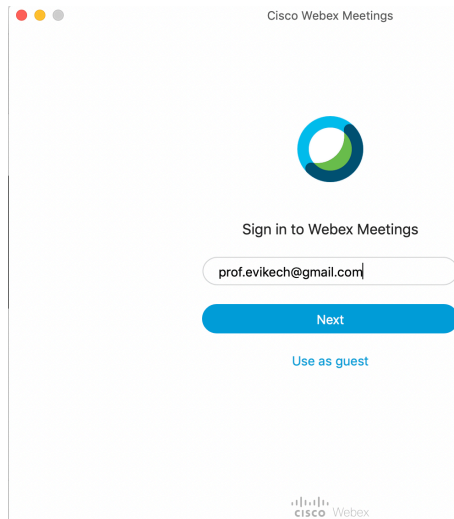 Cisco Webex Meetings
Sign in to Webex Meetings
prof.evikech@gmail.com
Next
Use as guest
CISCO Webex